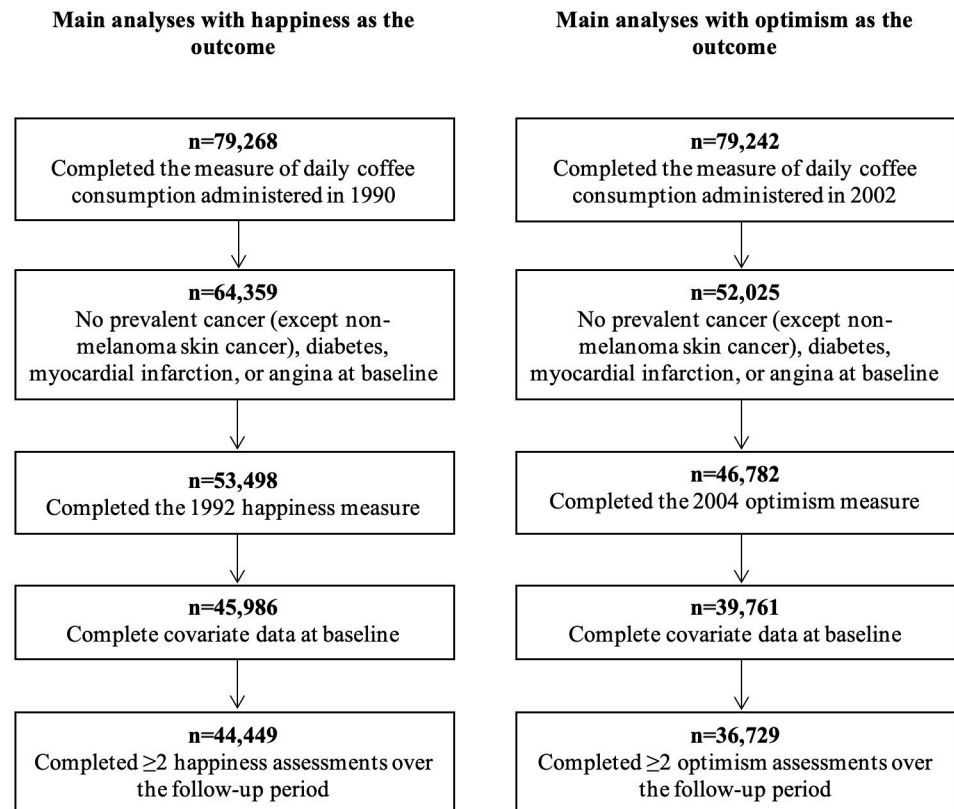 Main analyses with happiness as the
outcome
n=79,268
Completed the measure of daily coffee
consumption administered in 1990
n=64,359
No prevalent cancer (except non-
melanoma skin cancer), diabetes,
myocardial infarction, or angina at baseline
n=53,498
Completed the 1992 happiness measure
n=45,986
Complete covariate data at baseline
n=44,449
Completed ≥2 happiness assessments over
the follow-up period
Main analyses with optimism as the
outcome
n=79,242
Completed the measure of daily coffee
consumption administered in 2002
n=52,025
No prevalent cancer (except non-
melanoma skin cancer), diabetes,
myocardial infarction, or angina at baseline
n=46,782
Completed the 2004 optimism measure
n=39,761
Complete covariate data at baseline
n=36,729
Completed ≥2 optimism assessments over
the follow-up period